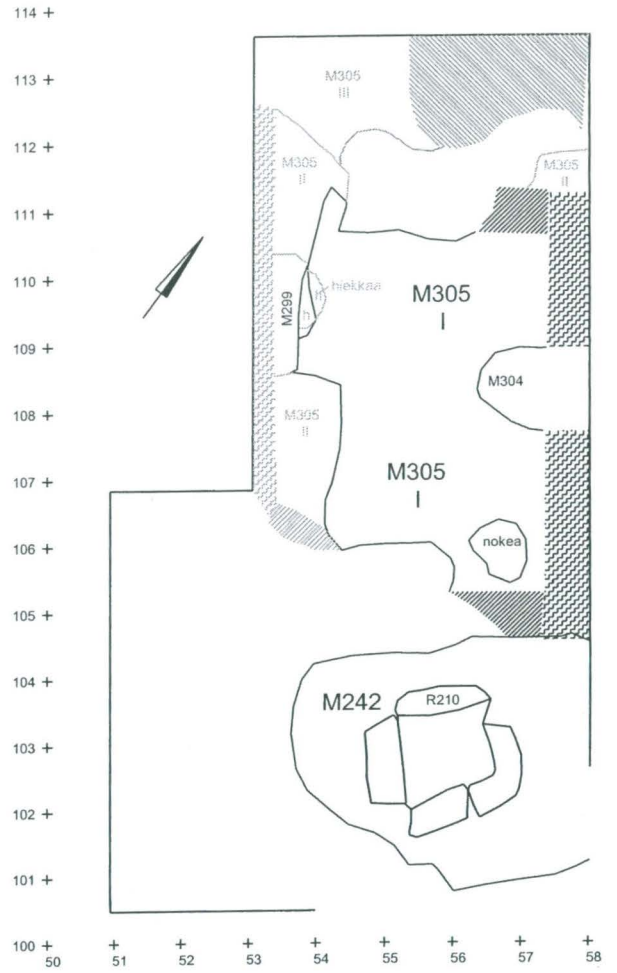 114
113
112
111
110
109
108
107
106
105
104
103
102
101
100
50 51 52 53 54 55 56 57 58
M305
III
M305
II
M305
II
M299
hiekkaa
h
h
M305
I
M304
M305
II
M305
I
nokea
M242
R210